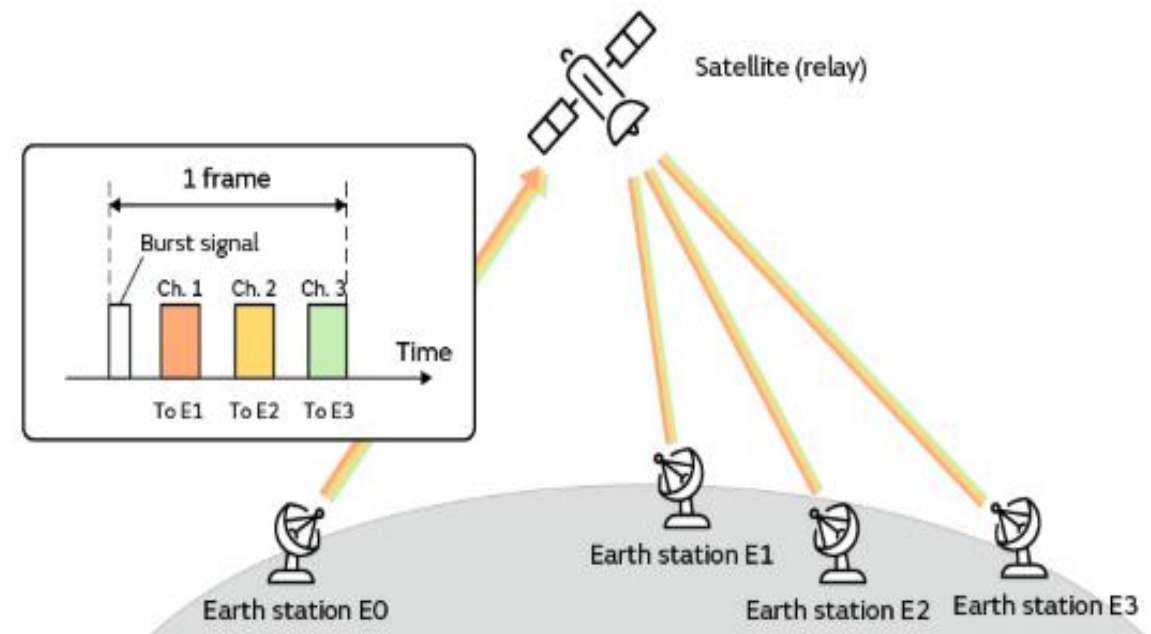 Satellite (relay)
1 frame
Burst signal
Ch. 1 Ch. 2 Ch. 3
Time
To E1 To E2 To E3
Earth station E1
Earth station E0
Earth station E2
Earth station E3